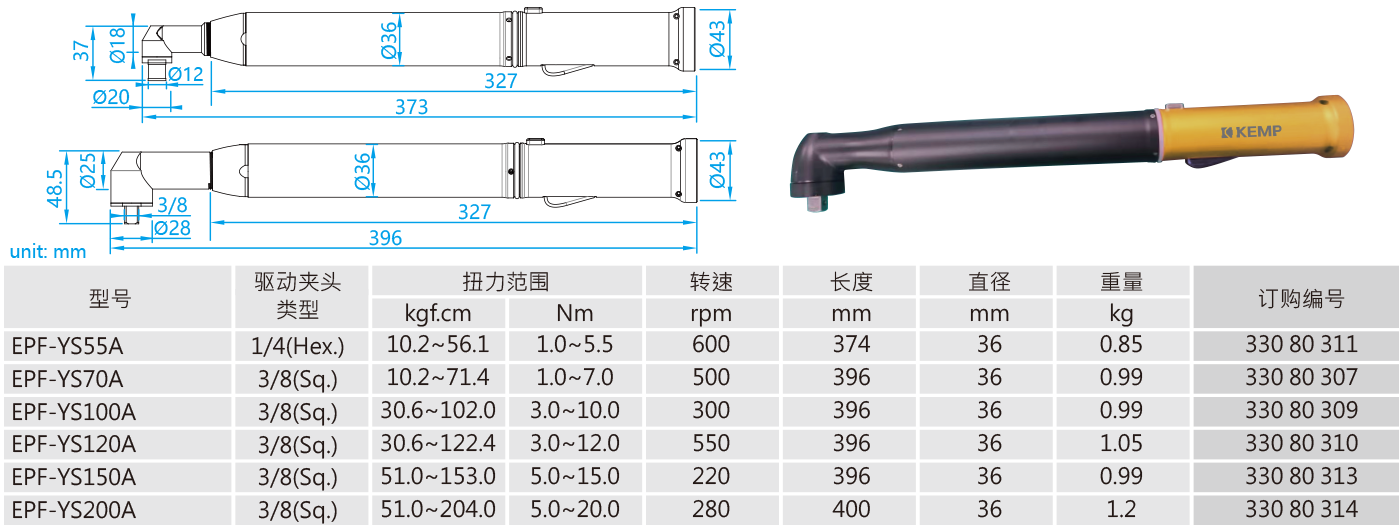 37
Ø18
Ø12
Ø20
Ø36
Ø43
327
373
48.5
Ø25
3/8
Ø28
Ø36
Ø43
327
396
unit: mm
KEMP
型号 驱动夹头类型 扭力范围 转速 长度 直径 重量 订购编号
kgf.cm Nm rpm mm mm kg
EPF-YS55A 1/4(Hex.) 10.2~56.1 1.0~5.5 600 374 36 0.85 330 80 311
EPF-YS70A 3/8(Sq.) 10.2~71.4 1.0~7.0 500 396 36 0.99 330 80 307
EPF-YS100A 3/8(Sq.) 30.6~102.0 3.0~10.0 300 396 36 0.99 330 80 309
EPF-YS120A 3/8(Sq.) 30.6~122.4 3.0~12.0 550 396 36 1.05 330 80 310
EPF-YS150A 3/8(Sq.) 51.0~153.0 5.0~15.0 220 396 36 0.99 330 80 313
EPF-YS200A 3/8(Sq.) 51.0~204.0 5.0~20.0 280 400 36 1.2 330 80 314